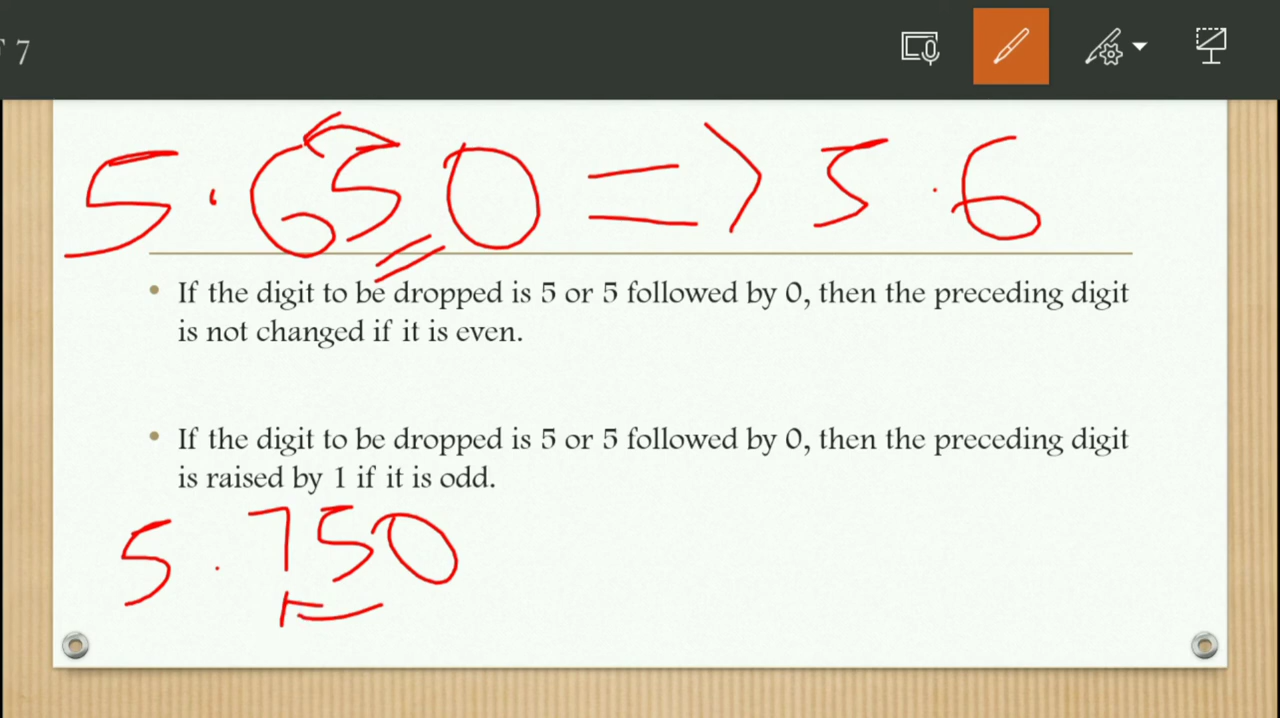 F 7
5.650 => 5.6
• If the digit to be dropped is 5 or 5 followed by 0, then the preceding digit
is not changed if it is even.
• If the digit to be dropped is 5 or 5 followed by 0, then the preceding digit
is raised by 1 if it is odd.
5.750